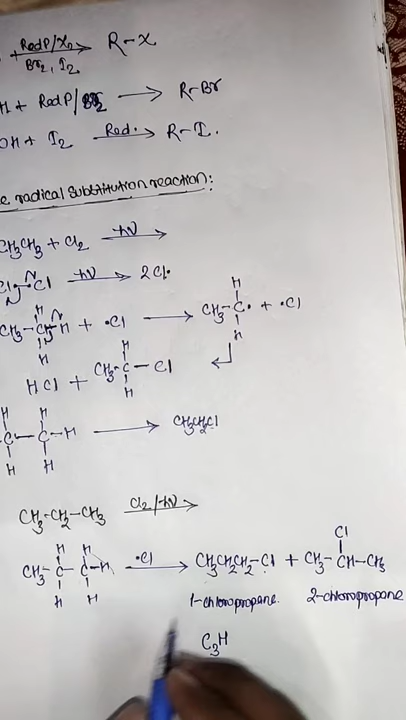 + Red P/X₂ → R-X
Br₂, I₂
H + Red P/Br₂ → R-Br
OH + I₂ Red. → R-I.
e radical Substitution reaction:
CH₃CH₃ + Cl₂ hν →
Cl-Cl hν → 2Cl·
H H
CH₃-C-H + ·Cl → CH₃-C· + ·Cl
H H
H
HCl + CH₃-C-Cl
H
H H
C-C-H → CH₃CH₂Cl
H H
CH₃-CH₂-CH₃ Cl₂/hν →
H H Cl
CH₃-C-C-H ·Cl → CH₃CH₂CH₂-Cl + CH₃-CH-CH₃
H H
1-chloropropane. 2-chloropropane
C₃H